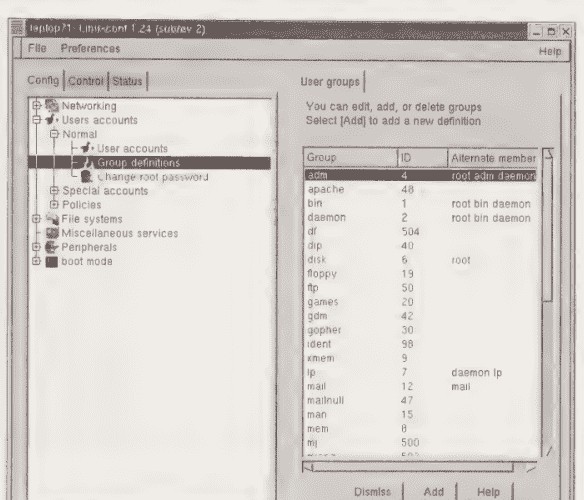 laptop71: Linuxconf 1.24 (subrev 2)
File Preferences Help
Config Control Status
Networking
Users accounts
Normal
User accounts
Group definitions
Change root password
Special accounts
Policies
File systems
Miscellaneous services
Peripherals
boot mode
User groups
You can edit, add, or delete groups
Select [Add] to add a new definition
Group ID Alternate member
adm 4 root adm daemon
apache 48
bin 1 root bin daemon
daemon 2 root bin daemon
df 504
dip 40
disk 6 root
floppy 19
ftp 50
games 20
gdm 42
gopher 30
ident 98
kmem 9
lp 7 daemon lp
mail 12 mail
mailnull 47
man 15
mem 8
mj 500
Dismiss Add Help